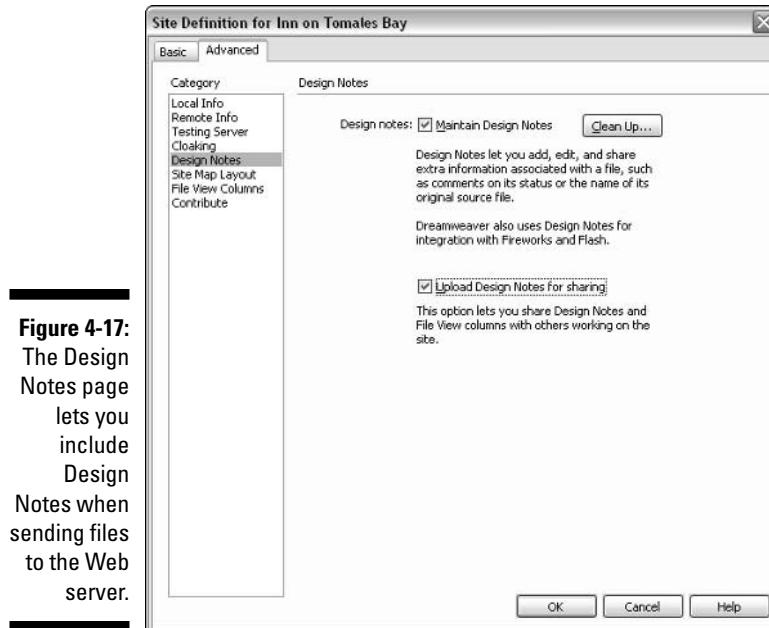 Site Definition for Inn on Tomales Bay
Basic
Advanced
Category
Local Info
Remote Info
Testing Server
Cloaking
Design Notes
Site Map Layout
File View Columns
Contribute
Design Notes
Design notes: Maintain Design Notes
Clean Up...
Design Notes let you add, edit, and share
extra information associated with a file, such
as comments on its status or the name of its
original source file.
Dreamweaver also uses Design Notes for
integration with Fireworks and Flash.
Upload Design Notes for sharing
This option lets you share Design Notes and
File View columns with others working on the
site.
OK
Cancel
Help
Figure 4-17:
The Design
Notes page
lets you
include
Design
Notes when
sending files
to the Web
server.